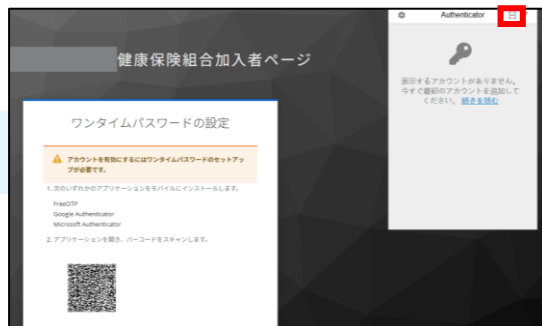 Authenticator
健康保険組合加入者ページ
表示するアカウントがありません。
今すぐ最初のアカウントを追加して
ください。 続きを読む
ワンタイムパスワードの設定
アカウントを有効にするにはワンタイムパスワードのセットアッ
プが必要です。
1. 次のいずれかのアプリケーションをモバイルにインストールします。
FreeOTP
Google Authenticator
Microsoft Authenticator
2. アプリケーションを開き、バーコードをスキャンします。